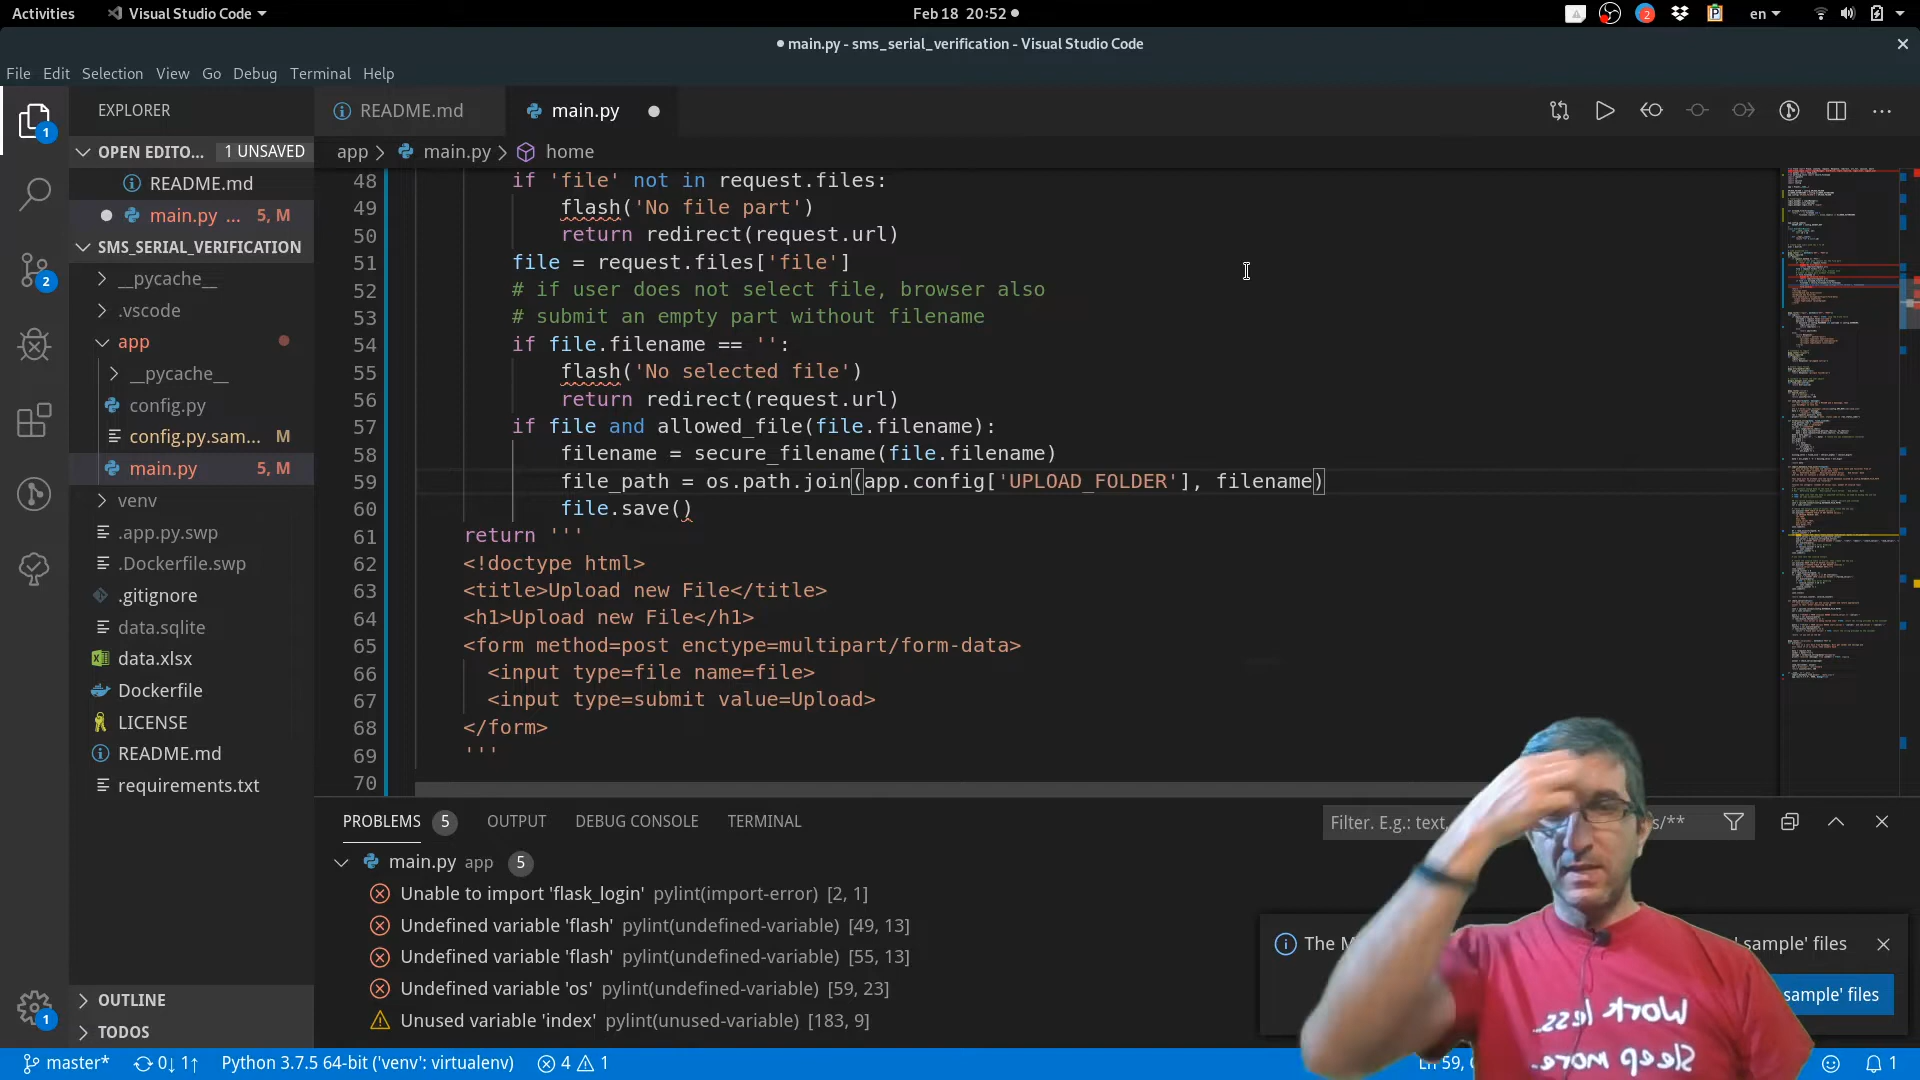 Activities
Visual Studio Code
Feb 18 20:52
2
en
main.py - sms_serial_verification - Visual Studio Code
File Edit Selection View Go Debug Terminal Help
1
2
1
EXPLORER
OPEN EDITO... 1 UNSAVED
README.md
main.py ... 5, M
SMS_SERIAL_VERIFICATION
__pycache__
.vscode
app
__pycache__
config.py
config.py.sam... M
main.py 5, M
venv
.app.py.swp
.Dockerfile.swp
.gitignore
data.sqlite
data.xlsx
Dockerfile
LICENSE
README.md
requirements.txt
OUTLINE
TODOS
README.md
main.py
app > main.py > home
48 if 'file' not in request.files:
49 flash('No file part')
50 return redirect(request.url)
51 file = request.files['file']
52 # if user does not select file, browser also
53 # submit an empty part without filename
54 if file.filename == '':
55 flash('No selected file')
56 return redirect(request.url)
57 if file and allowed_file(file.filename):
58 filename = secure_filename(file.filename)
59 file_path = os.path.join(app.config['UPLOAD_FOLDER'], filename)
60 file.save()
61 return '''
62 <!doctype html>
63 <title>Upload new File</title>
64 <h1>Upload new File</h1>
65 <form method=post enctype=multipart/form-data>
66 <input type=file name=file>
67 <input type=submit value=Upload>
68 </form>
69 '''
70
PROBLEMS 5 OUTPUT DEBUG CONSOLE TERMINAL
Filter. E.g.: text, s/**
main.py app 5
Unable to import 'flask_login' pylint(import-error) [2, 1]
Undefined variable 'flash' pylint(undefined-variable) [49, 13]
Undefined variable 'flash' pylint(undefined-variable) [55, 13]
Undefined variable 'os' pylint(undefined-variable) [59, 23]
Unused variable 'index' pylint(unused-variable) [183, 9]
The sample' files
sample' files
Work less...
Sleep more.
master* 0↓ 1↑ Python 3.7.5 64-bit ('venv': virtualenv) 4 1
Ln 59, 1